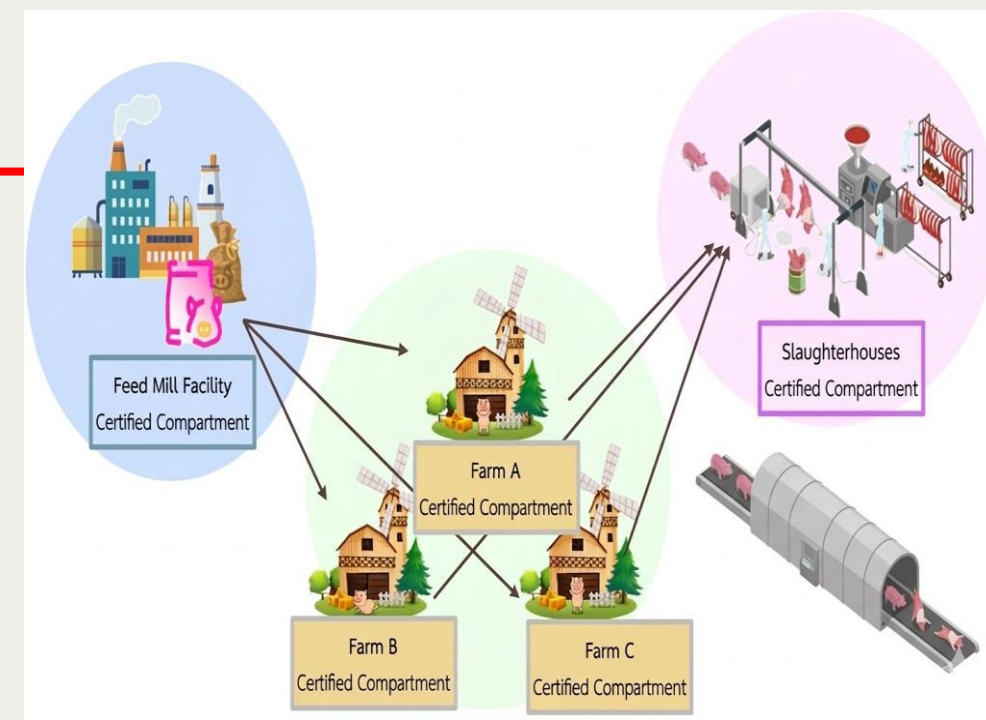 Feed Mill Facility
Certified Compartment
Slaughterhouses
Certified Compartment
Farm A
Certified Compartment
Farm B
Certified Compartment
Farm C
Certified Compartment